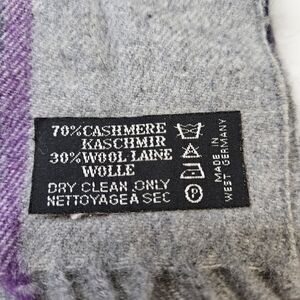 70% CASHMERE
KASCHMIR
30% WOOL LAINE
WOLLE
DRY CLEAN ONLY
NETTOYAGE A SEC
MADE IN
WEST GERMANY
P